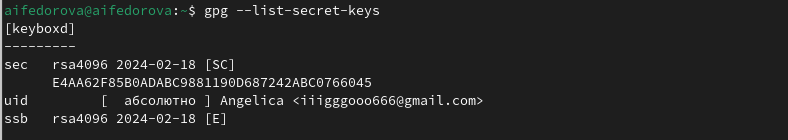 aifedorova@aifedorova:~$ gpg --list-secret-keys
[keyboxd]
---------
sec   rsa4096 2024-02-18 [SC]
      E4AA62F85B0ADABC9881190D687242ABC0766045
uid         [  абсолютно ] Angelica <iiigggooo666@gmail.com>
ssb   rsa4096 2024-02-18 [E]